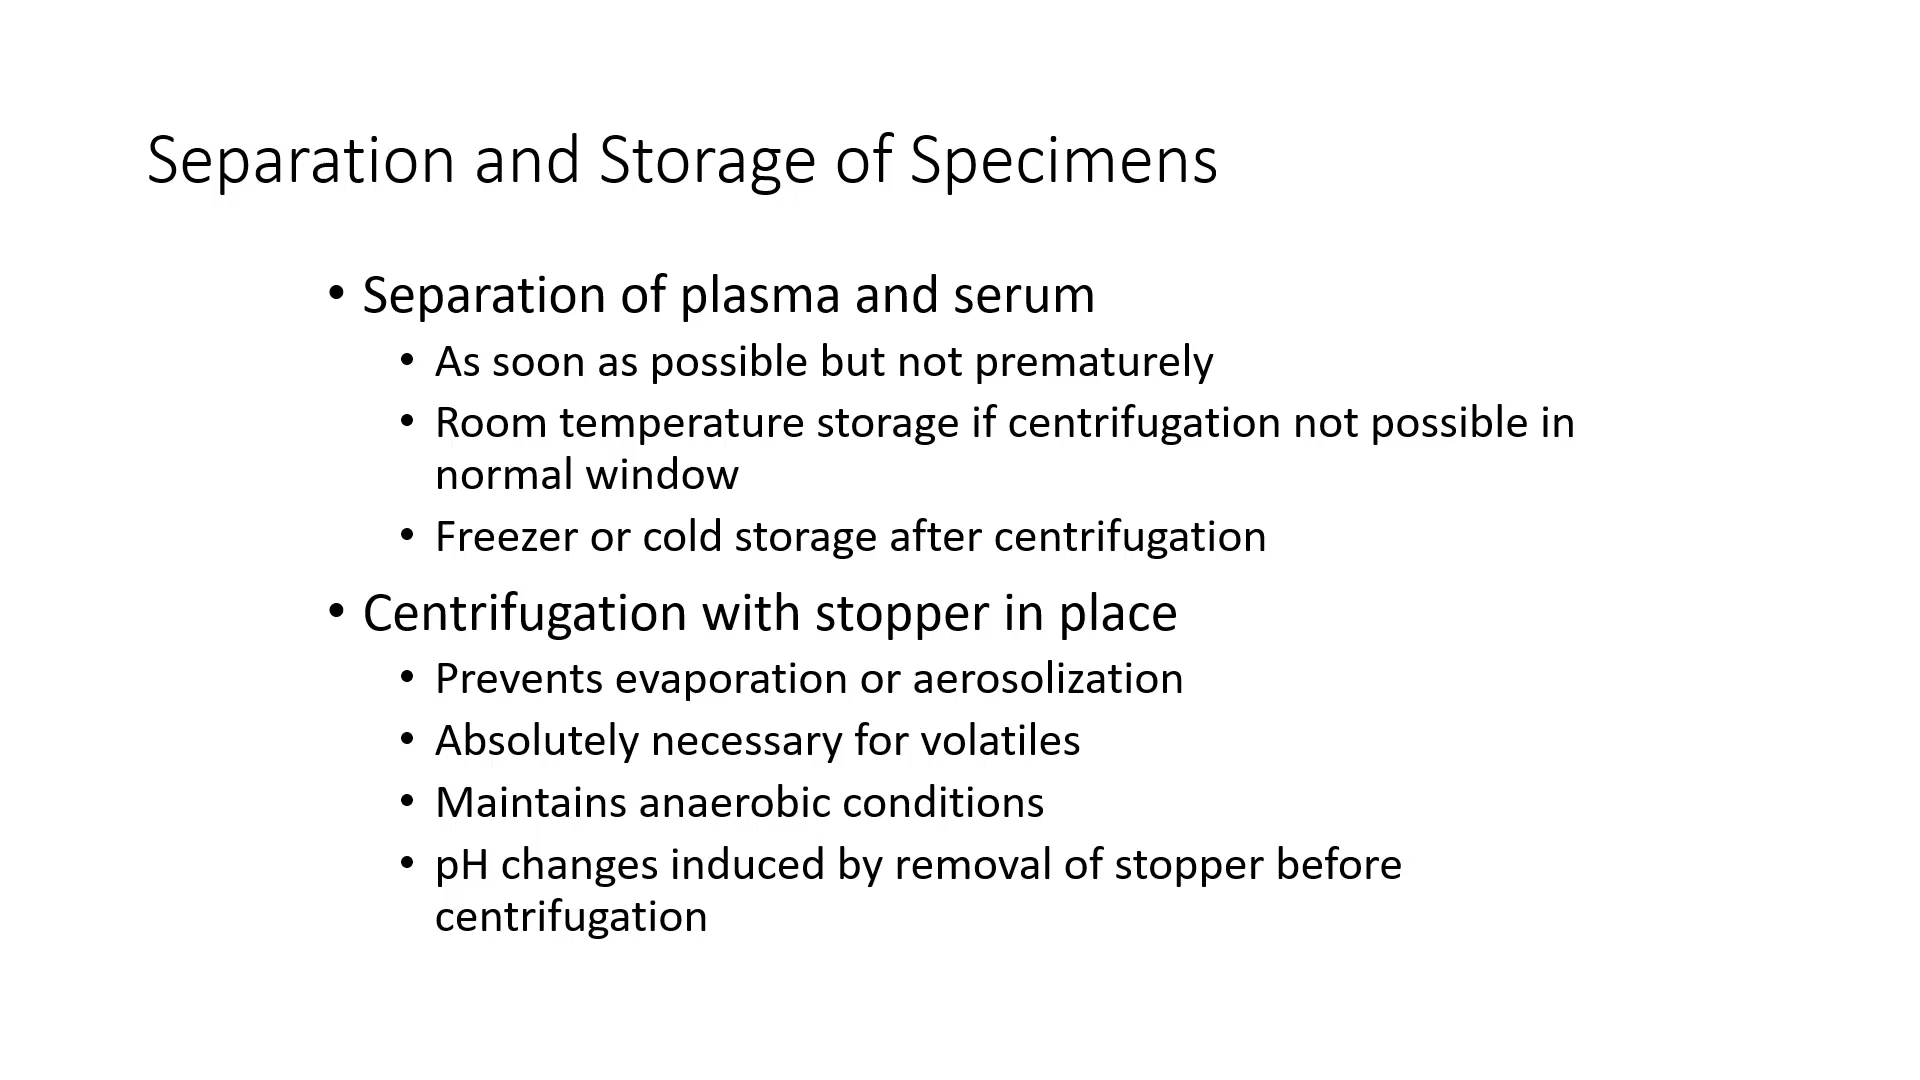 Separation and Storage of Specimens
• Separation of plasma and serum
• As soon as possible but not prematurely
• Room temperature storage if centrifugation not possible in
normal window
• Freezer or cold storage after centrifugation
• Centrifugation with stopper in place
• Prevents evaporation or aerosolization
• Absolutely necessary for volatiles
• Maintains anaerobic conditions
• pH changes induced by removal of stopper before
centrifugation